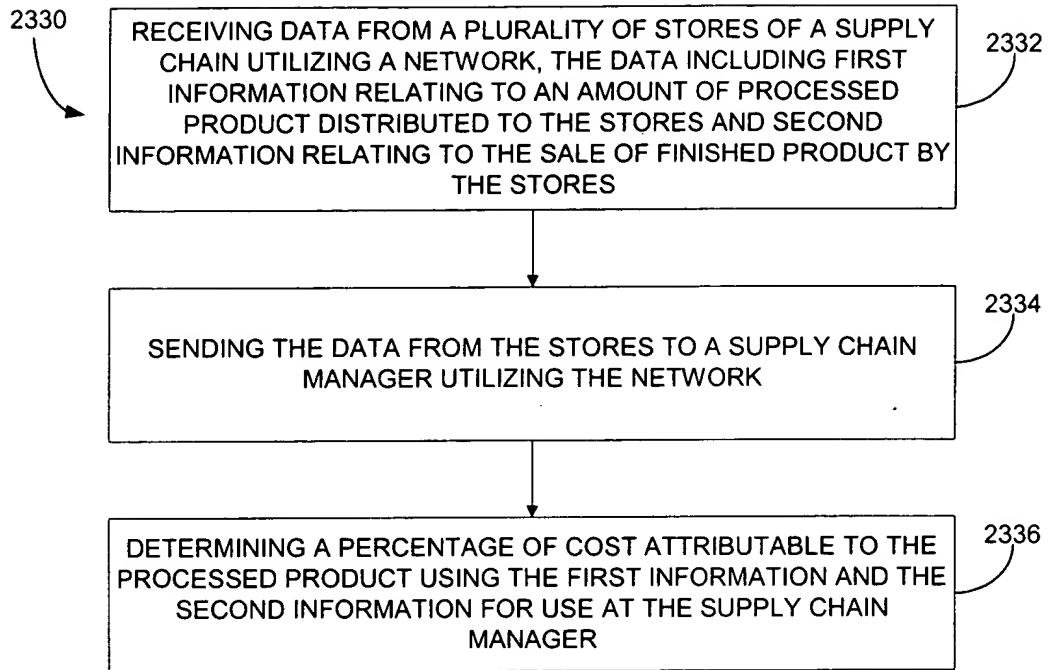 2330
RECEIVING DATA FROM A PLURALITY OF STORES OF A SUPPLY
CHAIN UTILIZING A NETWORK, THE DATA INCLUDING FIRST
INFORMATION RELATING TO AN AMOUNT OF PROCESSED
PRODUCT DISTRIBUTED TO THE STORES AND SECOND
INFORMATION RELATING TO THE SALE OF FINISHED PRODUCT BY
THE STORES
2332
SENDING THE DATA FROM THE STORES TO A SUPPLY CHAIN
MANAGER UTILIZING THE NETWORK
2334
DETERMINING A PERCENTAGE OF COST ATTRIBUTABLE TO THE
PROCESSED PRODUCT USING THE FIRST INFORMATION AND THE
SECOND INFORMATION FOR USE AT THE SUPPLY CHAIN
MANAGER
2336